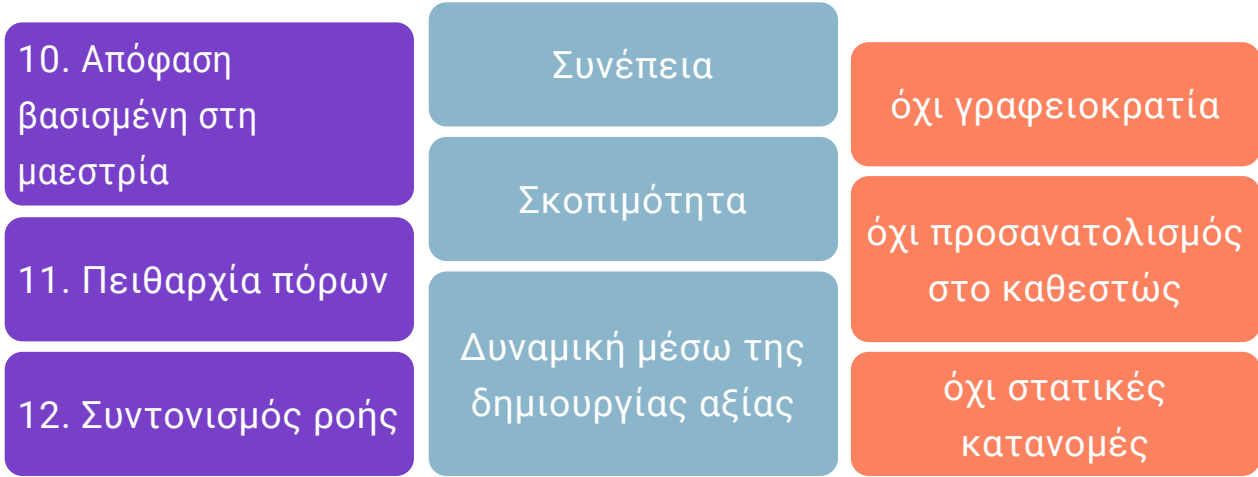 10. Απόφαση
βασισμένη στη
μαεστρία
11. Πειθαρχία πόρων
12. Συντονισμός ροής
Συνέπεια
Σκοπιμότητα
Δυναμική μέσω της
δημιουργίας αξίας
όχι γραφειοκρατία
όχι προσανατολισμός
στο καθεστώς
όχι στατικές
κατανομές